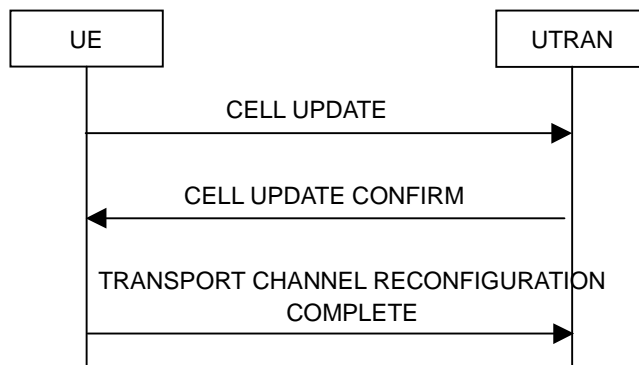 UE
UTRAN
CELL UPDATE
CELL UPDATE CONFIRM
TRANSPORT CHANNEL RECONFIGURATION
COMPLETE